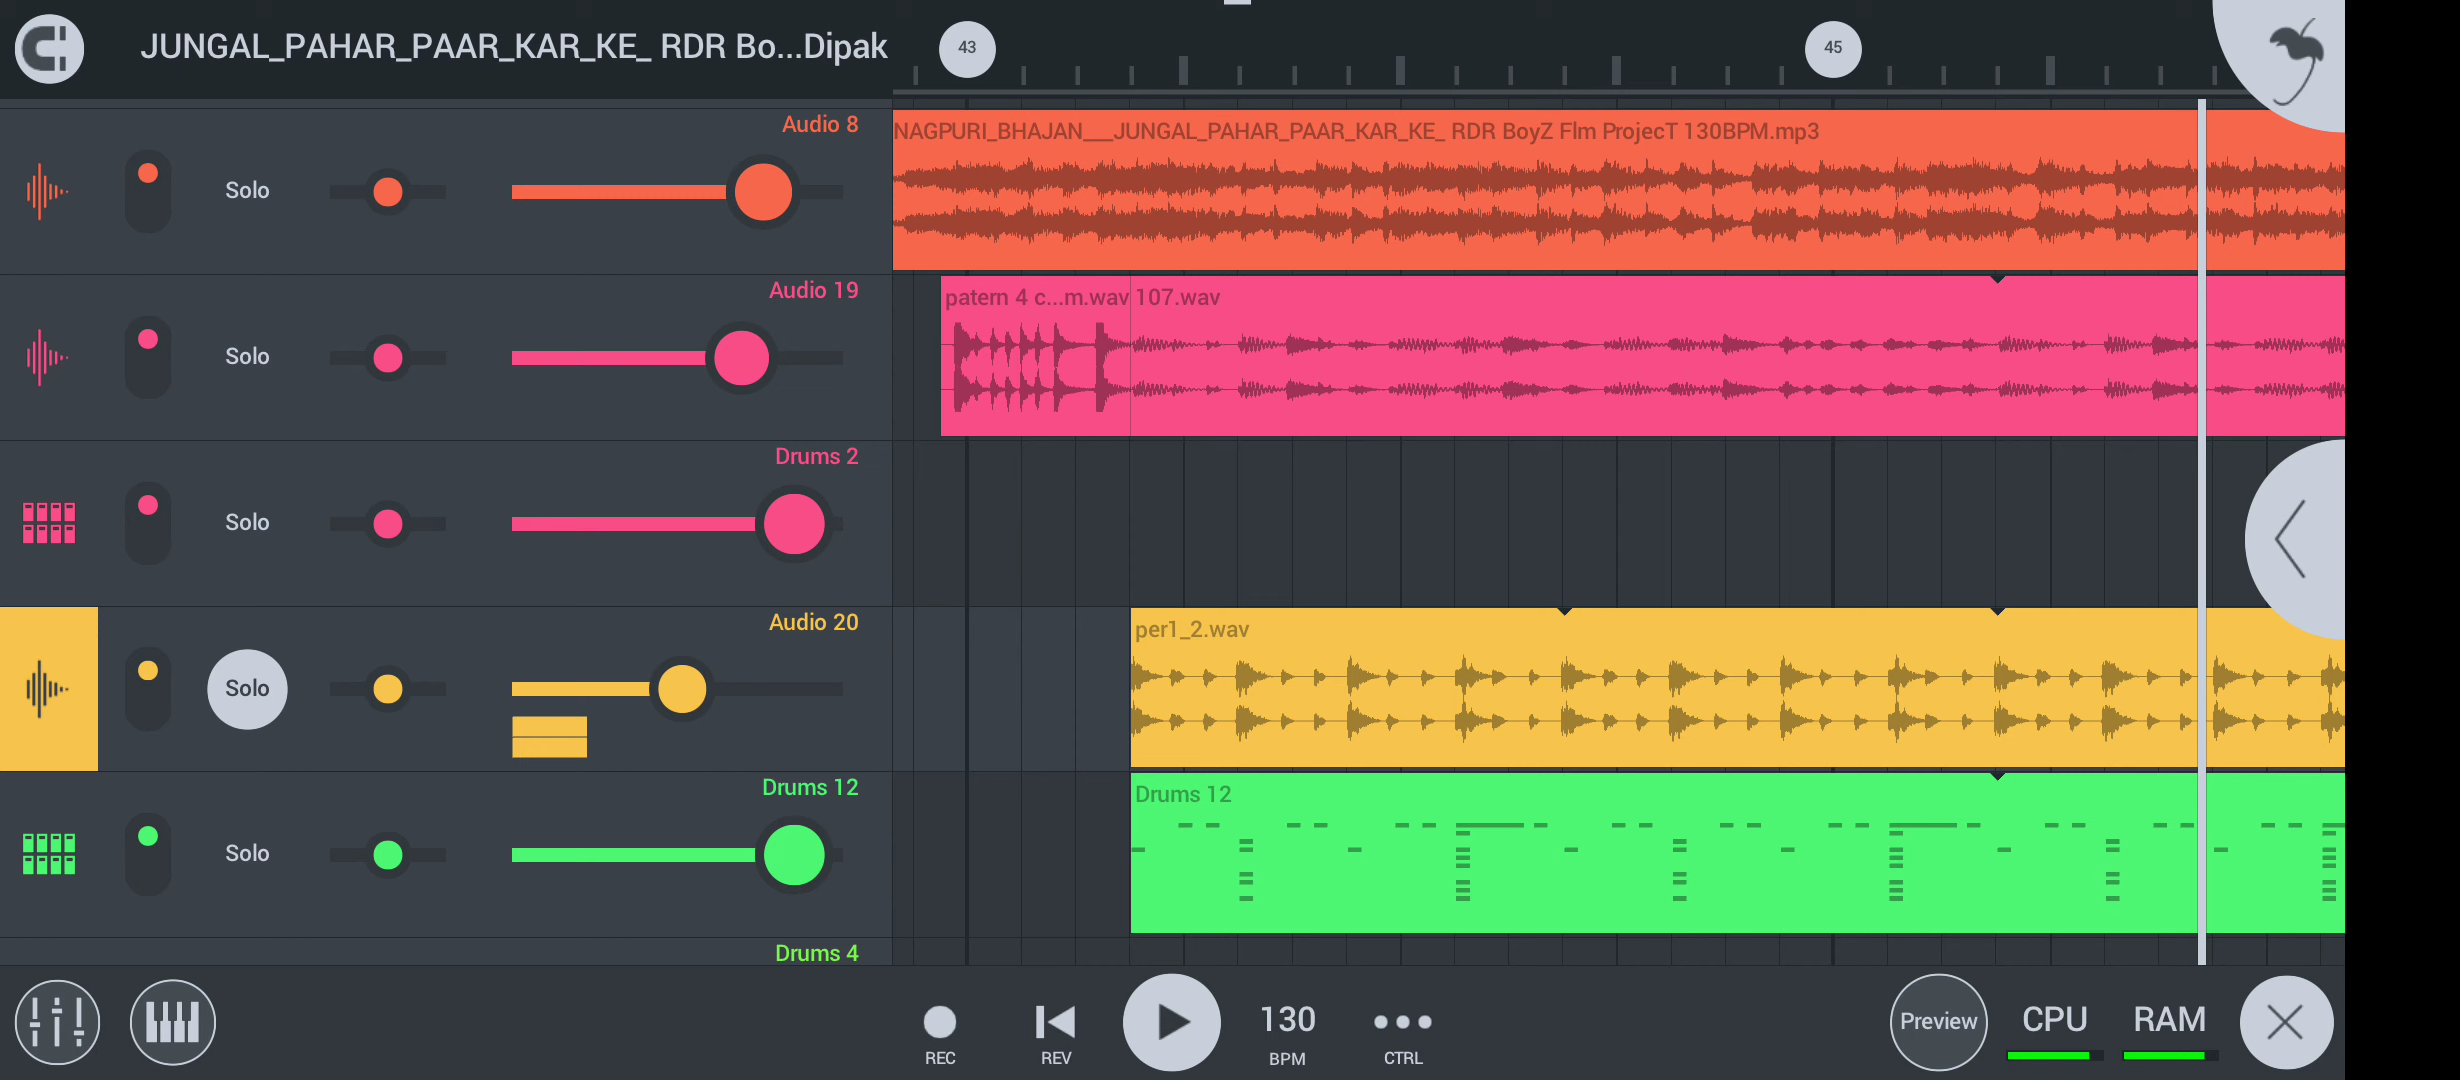 JUNGAL_PAHAR_PAAR_KAR_KE_ RDR Bo...Dipak
43
45
Audio 8
Solo
NAGPURI_BHAJAN___JUNGAL_PAHAR_PAAR_KAR_KE_ RDR BoyZ Flm ProjecT 130BPM.mp3
Audio 19
Solo
patern 4 c...m.wav 107.wav
Drums 2
Solo
Audio 20
Solo
per1_2.wav
Drums 12
Solo
Drums 12
Drums 4
REC
REV
130
BPM
CTRL
Preview
CPU
RAM